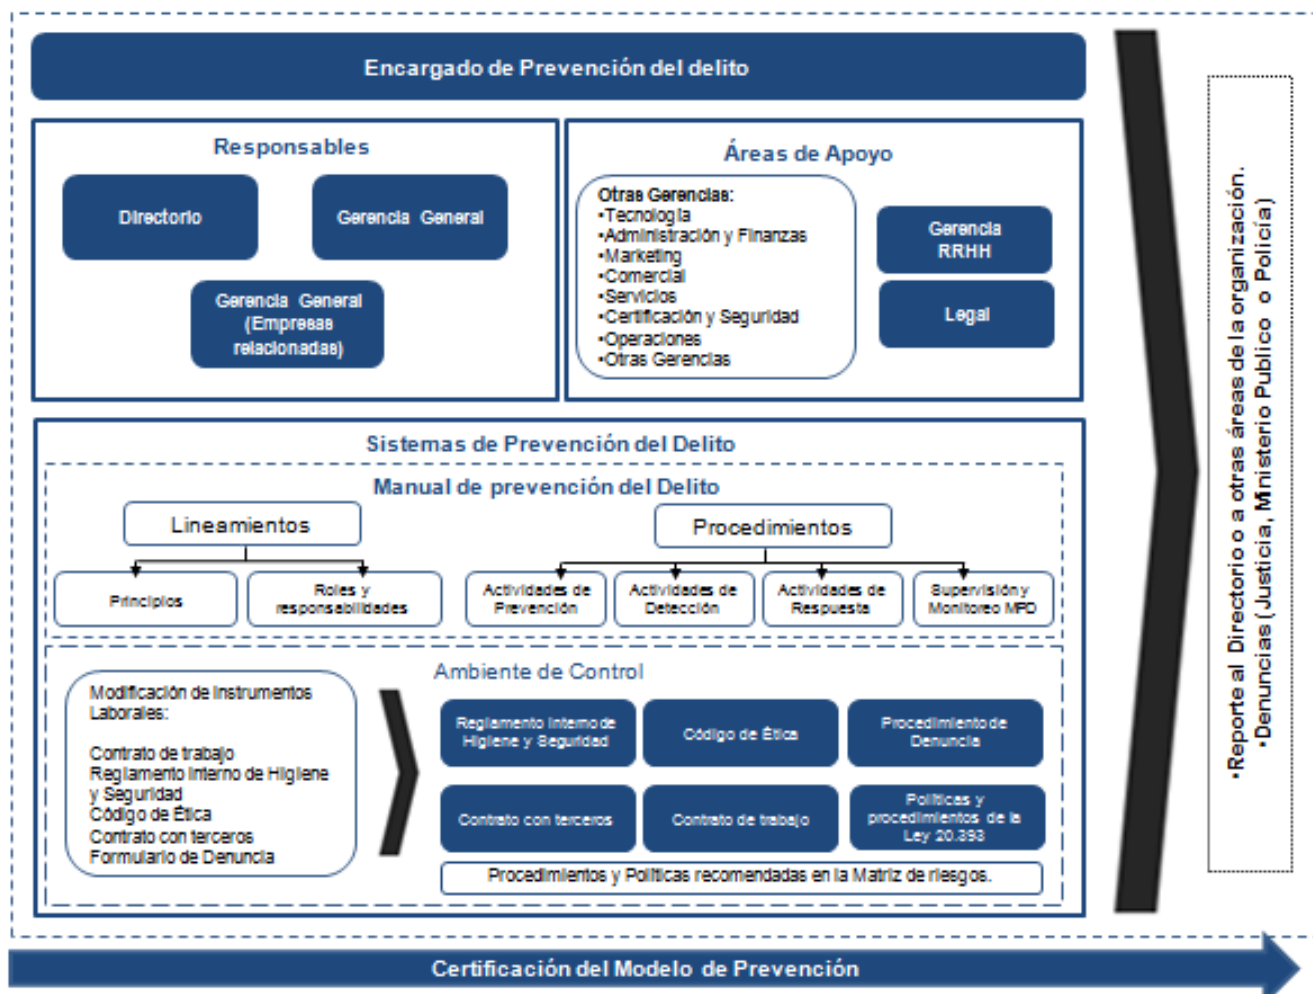 Encargado de Prevención del delito
Responsables
Directorio
Gerencia General
Gerencia General
(Empresas
relacionadas)
Áreas de Apoyo
Otras Gerencias:
•Tecnología
•Administración y Finanzas
•Marketing
•Comercial
•Servicios
•Certificación y Seguridad
•Operaciones
•Otras Gerencias
Gerencia
RRHH
Legal
Sistemas de Prevención del Delito
Manual de prevención del Delito
Lineamientos
Principios
Roles y
responsabilidades
Procedimientos
Actividades de
Prevención
Actividades de
Detección
Actividades de
Respuesta
Supervisión y
Monitoreo MPD
Modificación de Instrumentos
Laborales:
Contrato de trabajo
Reglamento Interno de Higiene
y Seguridad
Código de Ética
Contrato con terceros
Formulario de Denuncia
Ambiente de Control
Reglamento Interno de
Higiene y Seguridad
Código de Ética
Procedimiento de
Denuncia
Contrato con terceros
Contrato de trabajo
Políticas y
procedimientos de la
Ley 20.393
Procedimientos y Políticas recomendadas en la Matriz de riesgos.
•Reporte al Directorio o a otras áreas de la organización.
•Denuncias (Justicia, Ministerio Publico o Policía)
Certificación del Modelo de Prevención